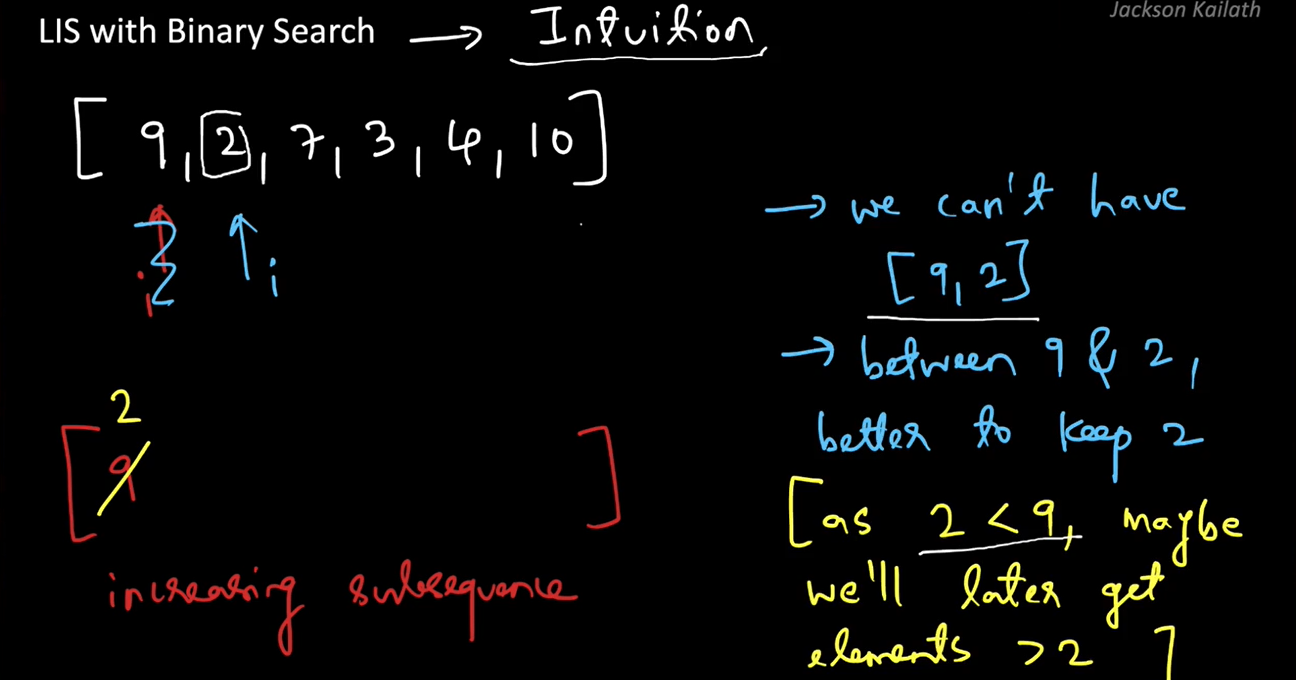 Jackson Kailath
LIS with Binary Search → Intuition
[ 9, 2, 7, 3, 4, 10 ]
i i
→ we can't have
[ 9, 2 ]
→ between 9 & 2,
better to keep 2
[ as 2 < 9, maybe
we'll later get
elements > 2 ]
2
[ 9 ]
increasing subsequence